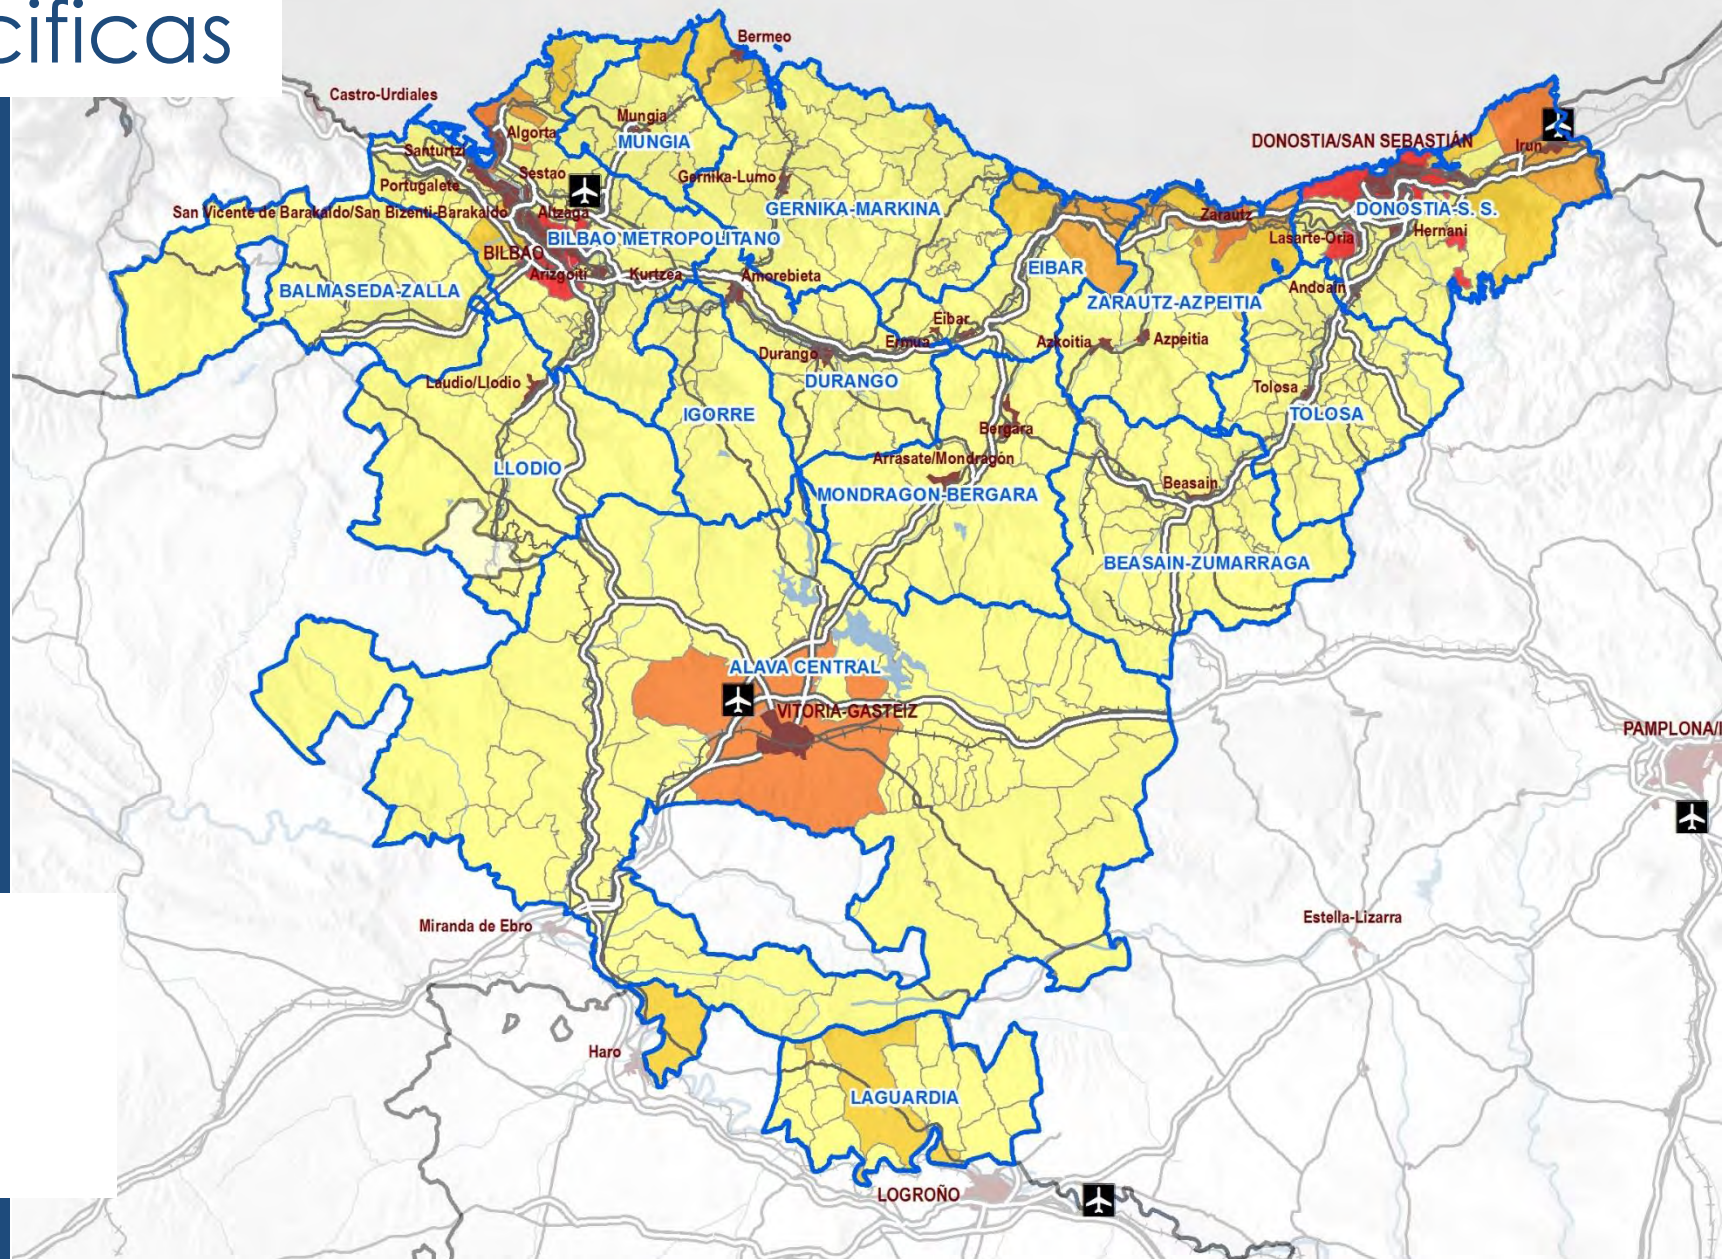 cificas
Bermeo
Castro-Urdiales
Mungia
Algorta
MUNGIA
DONOSTIA/SAN SEBASTIÁN
Irun
Santurtzi
Sestao
Gernika-Lumo
Portugalete
San Vicente de Barakaldo/San Bizenti-Barakaldo
Altzaga
GERNIKA-MARKINA
Zarautz
DONOSTIA-S. S.
Hernani
BILBAO METROPOLITANO
Lasarte-Oria
BILBAO
EIBAR
Arizgoiti
Kurtzea
Amorebieta
BALMASEDA-ZALLA
Andoain
ZARAUTZ-AZPEITIA
Eibar
Ermua
Azkoitia
Azpeitia
Durango
Laudio/Llodio
DURANGO
Tolosa
IGORRE
TOLOSA
Bergara
Arrasate/Mondragón
LLODIO
MONDRAGON-BERGARA
Beasain
BEASAIN-ZUMARRAGA
ALAVA CENTRAL
VITORIA-GASTEIZ
PAMPLONA/I
Miranda de Ebro
Estella-Lizarra
Haro
LAGUARDIA
LOGROÑO